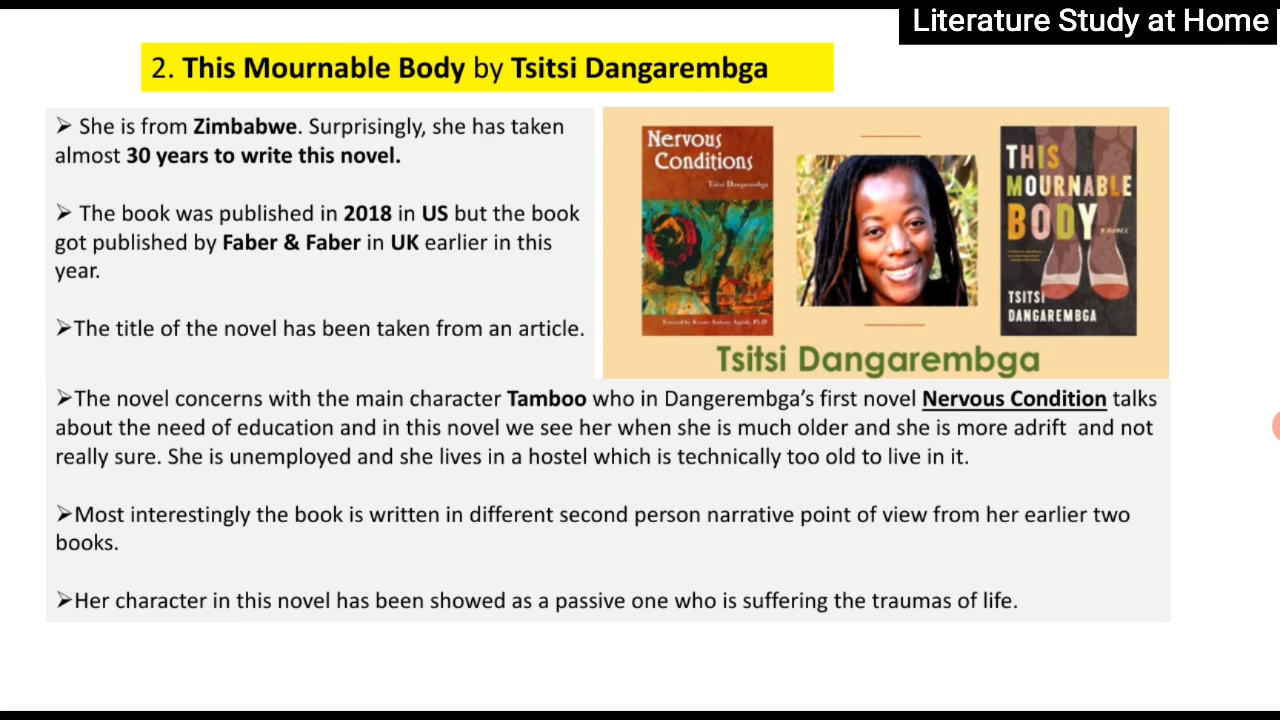 Literature Study at Home
2. This Mournable Body by Tsitsi Dangarembga
➢ She is from Zimbabwe. Surprisingly, she has taken
almost 30 years to write this novel.
➢ The book was published in 2018 in US but the book
got published by Faber & Faber in UK earlier in this
year.
➢The title of the novel has been taken from an article.
Nervous
Conditions
Tsitsi Dangarembga
THIS
MOURNABLE
BODY
A NOVEL
TSITSI
DANGAREMBGA
Tsitsi Dangarembga
➢The novel concerns with the main character Tamboo who in Dangerembga’s first novel Nervous Condition talks
about the need of education and in this novel we see her when she is much older and she is more adrift  and not
really sure. She is unemployed and she lives in a hostel which is technically too old to live in it.
➢Most interestingly the book is written in different second person narrative point of view from her earlier two
books.
➢Her character in this novel has been showed as a passive one who is suffering the traumas of life.